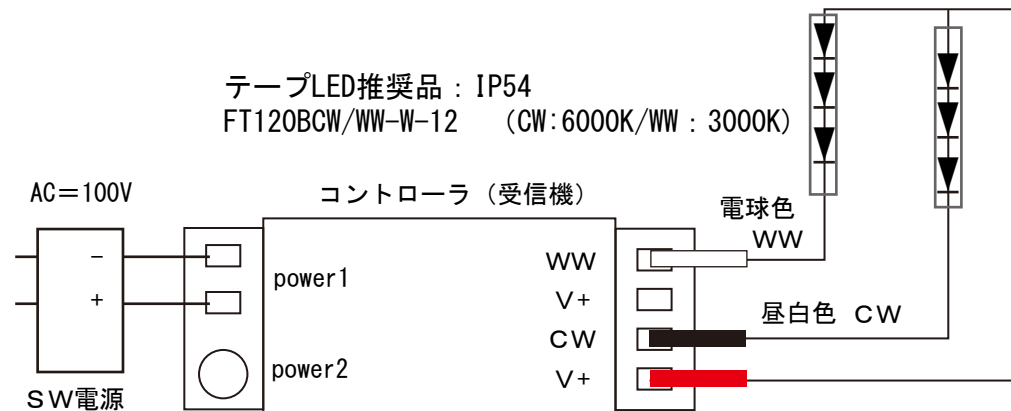 テープLED推奨品：IP54
FT120BCW/WW-W-12　（CW:6000K/WW：3000K）
AC＝100V
コントローラ（受信機）
電球色
WW
−
power1
WW
＋
V+
昼白色 CW
CW
power2
V+
SW電源